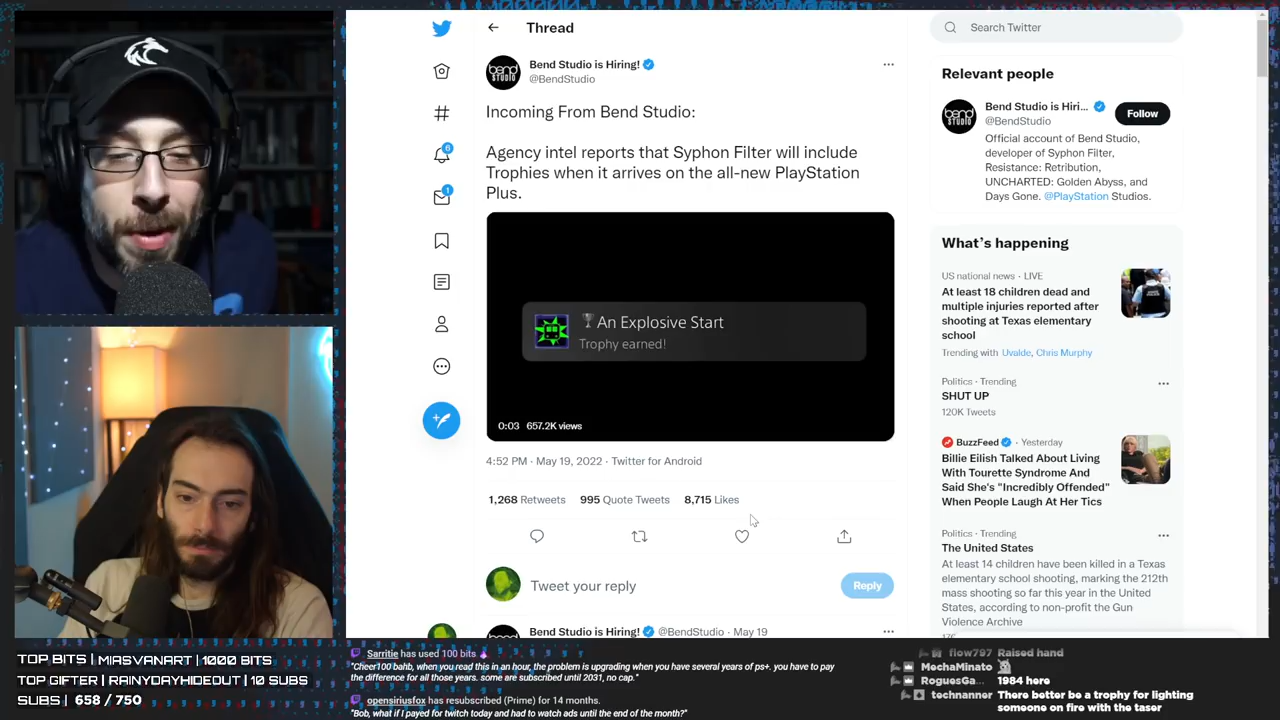 Thread
Bend Studio is Hiring!
@BendStudio
Incoming From Bend Studio:
Agency intel reports that Syphon Filter will include
Trophies when it arrives on the all-new PlayStation
Plus.
An Explosive Start
Trophy earned!
0:03 657.2K views
4:52 PM · May 19, 2022 · Twitter for Android
1,268 Retweets 995 Quote Tweets 8,715 Likes
Tweet your reply
Reply
Bend Studio is Hiring! @BendStudio · May 19
6
1
Search Twitter
Relevant people
Bend Studio is Hiri...
@BendStudio
Follow
Official account of Bend Studio,
developer of Syphon Filter,
Resistance: Retribution,
UNCHARTED: Golden Abyss, and
Days Gone. @PlayStation Studios.
What's happening
US national news · LIVE
At least 18 children dead and
multiple injuries reported after
shooting at Texas elementary
school
Trending with Uvalde, Chris Murphy
Politics · Trending
SHUT UP
120K Tweets
BuzzFeed · Yesterday
Billie Eilish Talked About Living
With Tourette Syndrome And
Said She's "Incredibly Offended"
When People Laugh At Her Tics
Politics · Trending
The United States
At least 14 children have been killed in a Texas
elementary school shooting, marking the 212th
mass shooting so far this year in the United
States, according to non-profit the Gun
Violence Archive
TOP BITS | MIASVANART | 1000 BITS
TOP GIFTER | RAINYDAYHIDEOUT | 10 SUBS
SUBS | 658 / 750
Sarritie has used 100 bits
"Cheer100 bahb, when you read this in an hour, the problem is upgrading when you have several years of ps+. you have to pay
the difference for all those years. some are subscribed until 2031, no cap."
opensiriusfox has resubscribed (Prime) for 14 months.
"Bob, what if I payed for twitch today and had to watch ads until the end of the month?"
flow797 Raised hand
MechaMinato
RoguesGa... 1984 here
technanner There better be a trophy for lighting
someone on fire with the taser